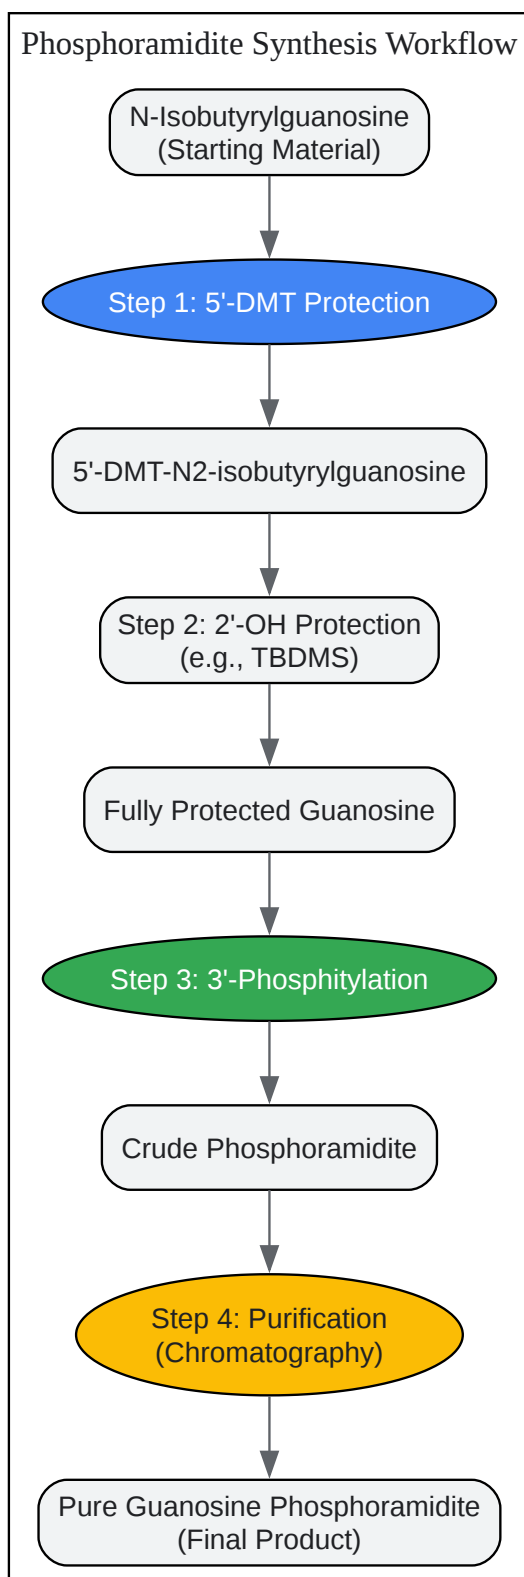 Phosphoramidite Synthesis Workflow
N-Isobutyrylguanosine
(Starting Material)
Step 1: 5'-DMT Protection
5'-DMT-N2-isobutyrylguanosine
Step 2: 2'-OH Protection
(e.g., TBDMS)
Fully Protected Guanosine
Step 3: 3'-Phosphitylation
Crude Phosphoramidite
Step 4: Purification
(Chromatography)
Pure Guanosine Phosphoramidite
(Final Product)